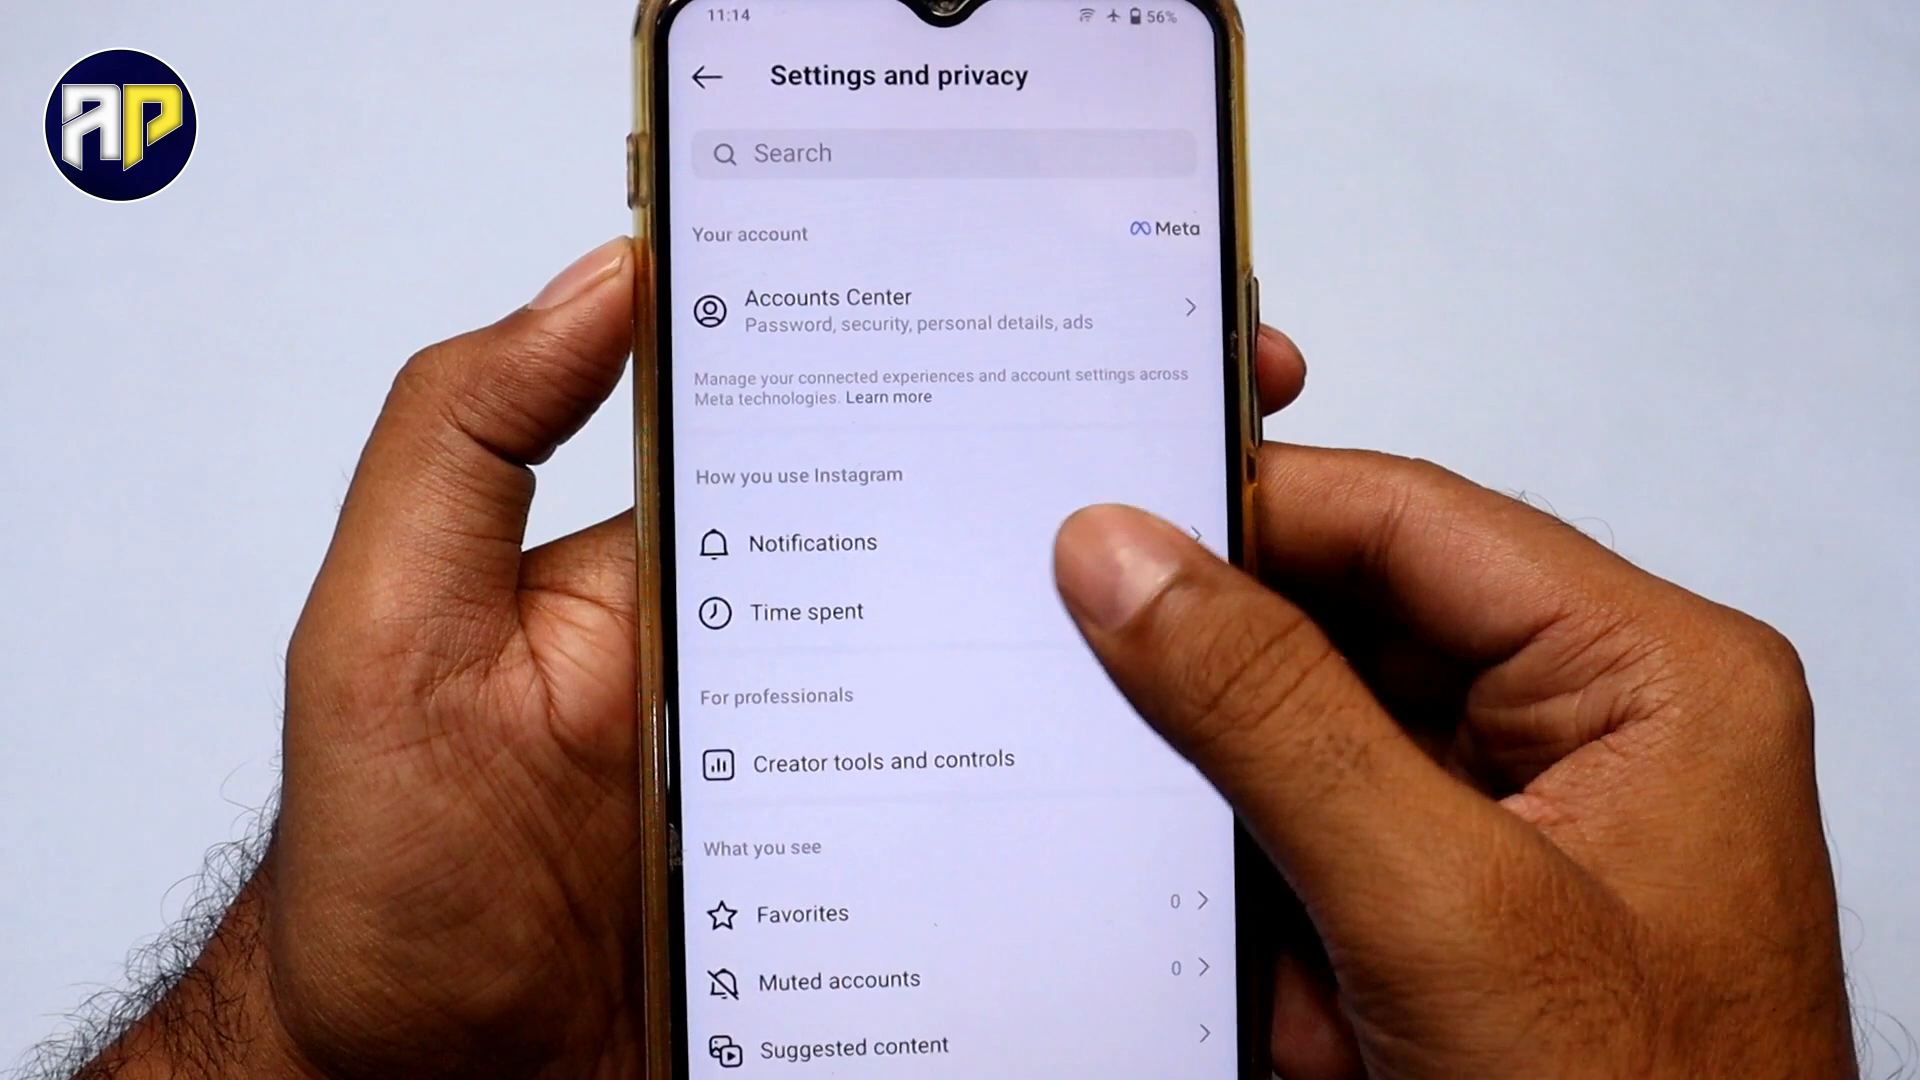 11:14
56%
AP
Settings and privacy
Search
Your account
Meta
Accounts Center
Password, security, personal details, ads
Manage your connected experiences and account settings across
Meta technologies. Learn more
How you use Instagram
Notifications
Time spent
For professionals
Creator tools and controls
What you see
Favorites
0
Muted accounts
0
Suggested content